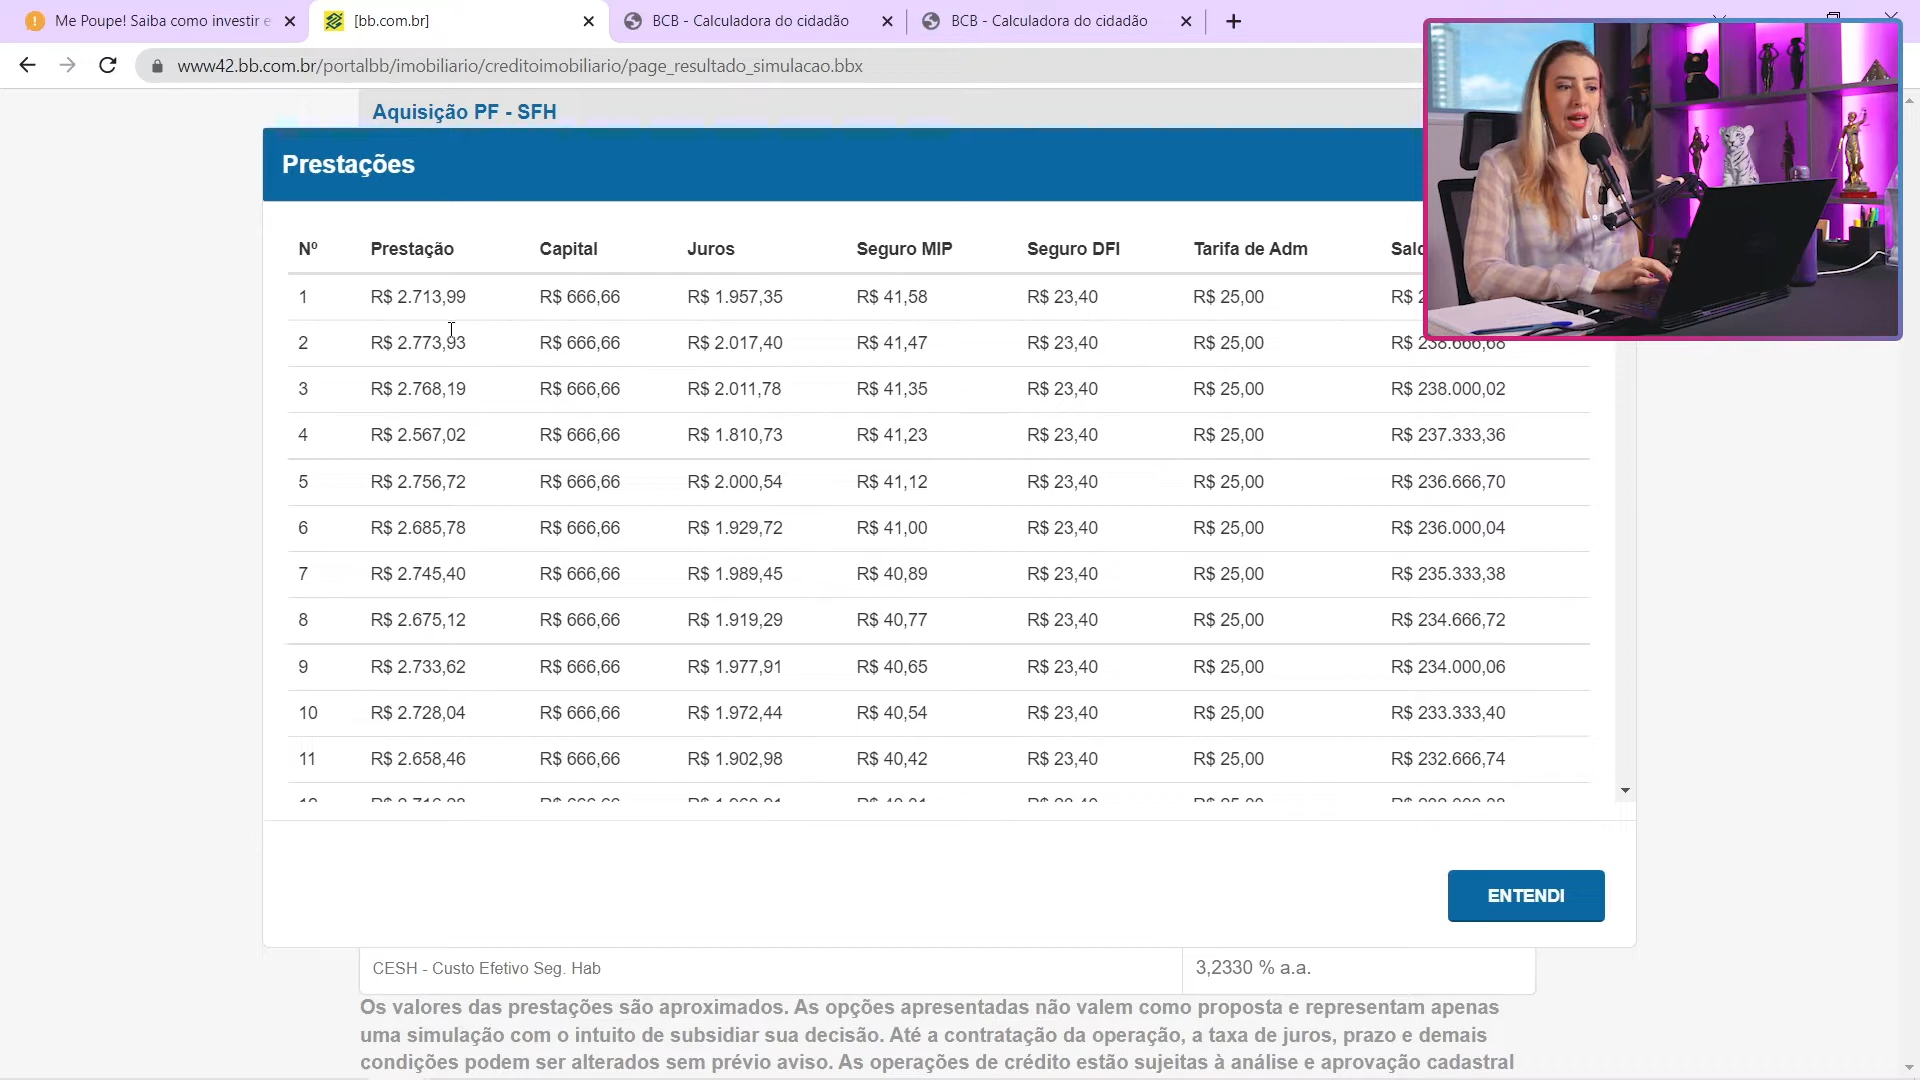 Me Poupe! Saiba como investir e
[bb.com.br]
BCB - Calculadora do cidadão
BCB - Calculadora do cidadão
www42.bb.com.br/portalbb/imobiliario/creditoimobiliario/page_resultado_simulacao.bbx
Aquisição PF - SFH
Prestações
Nº Prestação Capital Juros Seguro MIP Seguro DFI Tarifa de Adm
1 R$ 2.713,99 R$ 666,66 R$ 1.957,35 R$ 41,58 R$ 23,40 R$ 25,00 R$
2 R$ 2.773,93 R$ 666,66 R$ 2.017,40 R$ 41,47 R$ 23,40 R$ 25,00 R$ 238.666,68
3 R$ 2.768,19 R$ 666,66 R$ 2.011,78 R$ 41,35 R$ 23,40 R$ 25,00 R$ 238.000,02
4 R$ 2.567,02 R$ 666,66 R$ 1.810,73 R$ 41,23 R$ 23,40 R$ 25,00 R$ 237.333,36
5 R$ 2.756,72 R$ 666,66 R$ 2.000,54 R$ 41,12 R$ 23,40 R$ 25,00 R$ 236.666,70
6 R$ 2.685,78 R$ 666,66 R$ 1.929,72 R$ 41,00 R$ 23,40 R$ 25,00 R$ 236.000,04
7 R$ 2.745,40 R$ 666,66 R$ 1.989,45 R$ 40,89 R$ 23,40 R$ 25,00 R$ 235.333,38
8 R$ 2.675,12 R$ 666,66 R$ 1.919,29 R$ 40,77 R$ 23,40 R$ 25,00 R$ 234.666,72
9 R$ 2.733,62 R$ 666,66 R$ 1.977,91 R$ 40,65 R$ 23,40 R$ 25,00 R$ 234.000,06
10 R$ 2.728,04 R$ 666,66 R$ 1.972,44 R$ 40,54 R$ 23,40 R$ 25,00 R$ 233.333,40
11 R$ 2.658,46 R$ 666,66 R$ 1.902,98 R$ 40,42 R$ 23,40 R$ 25,00 R$ 232.666,74
ENTENDI
CESH - Custo Efetivo Seg. Hab 3,2330 % a.a.
Os valores das prestações são aproximados. As opções apresentadas não valem como proposta e representam apenas
uma simulação com o intuito de subsidiar sua decisão. Até a contratação da operação, a taxa de juros, prazo e demais
condições podem ser alterados sem prévio aviso. As operações de crédito estão sujeitas à análise e aprovação cadastral